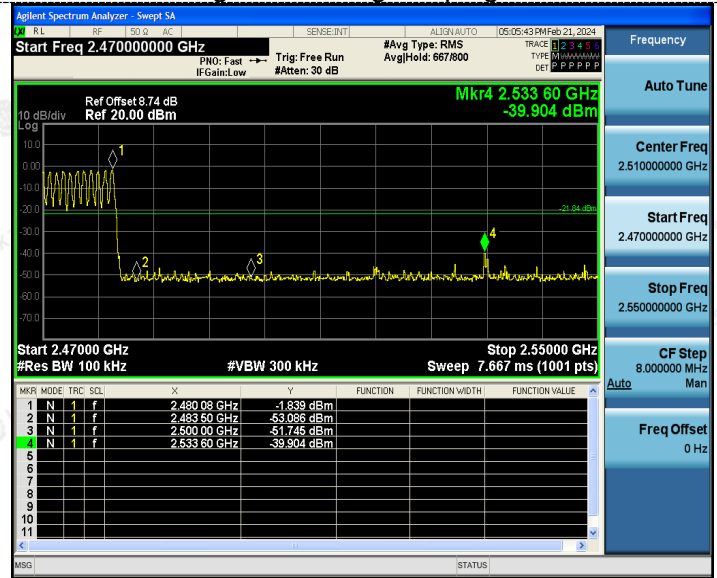 Agilent Spectrum Analyzer - Swept SA
LXI RL RF 50 Ω AC SENSE:INT ALIGN AUTO 05:05:43 PM Feb 21, 2024
Start Freq 2.470000000 GHz
PNO: Fast
IFGain:Low
Trig: Free Run
#Atten: 30 dB
#Avg Type: RMS
Avg|Hold: 667/800
TRACE 1 2 3 4 5 6
TYPE M
DET P P P P P P
Frequency
Auto Tune
Center Freq
2.510000000 GHz
Start Freq
2.470000000 GHz
Stop Freq
2.550000000 GHz
CF Step
8.000000 MHz
Auto Man
Freq Offset
0 Hz
Mkr4 2.533 60 GHz
-39.904 dBm
Ref Offset 8.74 dB
10 dB/div Ref 20.00 dBm
Log
10.0
0.00
-10.0
-20.0
-30.0
-40.0
-50.0
-60.0
-70.0
1
-21.84 dBm
4
2
3
Start 2.47000 GHz Stop 2.55000 GHz
#Res BW 100 kHz #VBW 300 kHz Sweep 7.667 ms (1001 pts)
MKR MODE TRC SCL X Y FUNCTION FUNCTION WIDTH FUNCTION VALUE
1 N 1 f 2.480 08 GHz -1.839 dBm
2 N 1 f 2.483 50 GHz -53.086 dBm
3 N 1 f 2.500 00 GHz -51.745 dBm
4 N 1 f 2.533 60 GHz -39.904 dBm
5
6
7
8
9
10
11
MSG STATUS